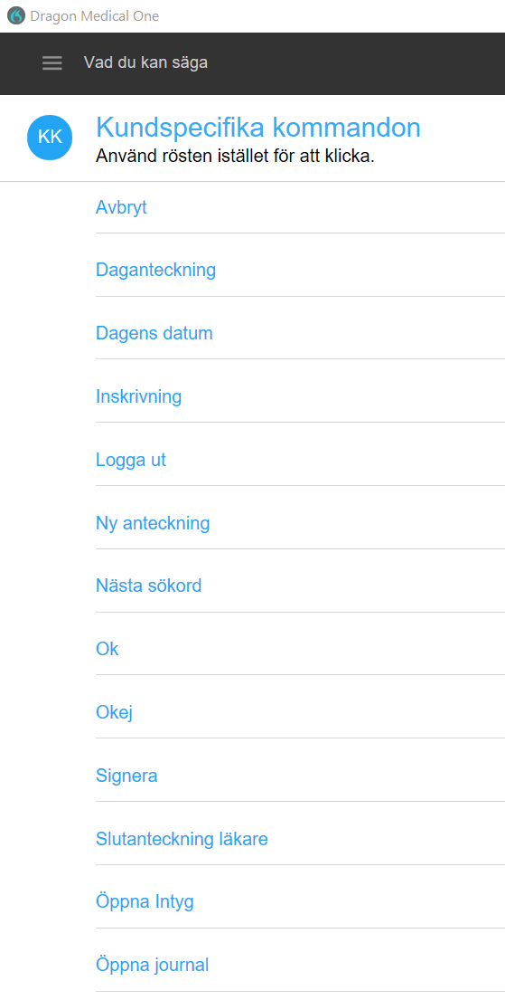 Dragon Medical One
Vad du kan säga
KK
Kundspecifika kommandon
Använd rösten istället för att klicka.
Avbryt
Daganteckning
Dagens datum
Inskrivning
Logga ut
Ny anteckning
Nästa sökord
Ok
Okej
Signera
Slutanteckning läkare
Öppna Intyg
Öppna journal